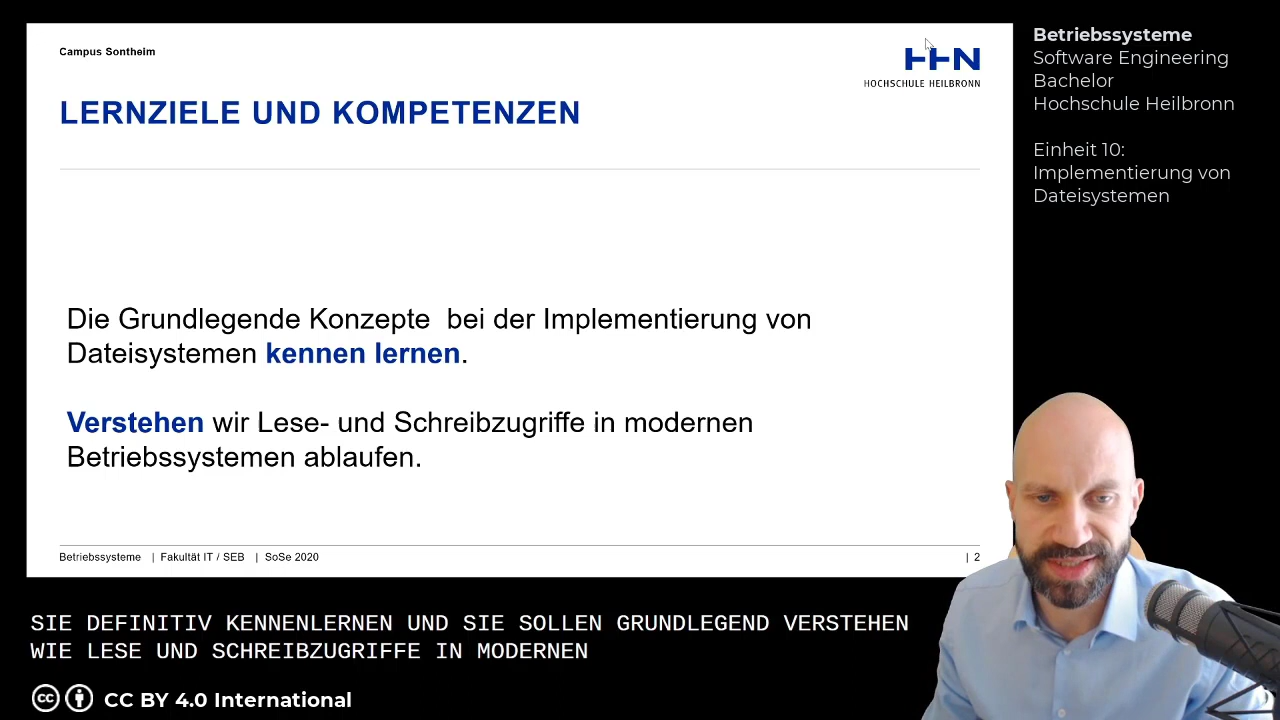 Campus Sontheim
HHN
HOCHSCHULE HEILBRONN
LERNZIELE UND KOMPETENZEN
Die Grundlegende Konzepte  bei der Implementierung von
Dateisystemen kennen lernen.
Verstehen wir Lese- und Schreibzugriffe in modernen
Betriebssystemen ablaufen.
Betriebssysteme | Fakultät IT / SEB | SoSe 2020 | 2
Betriebssysteme
Software Engineering
Bachelor
Hochschule Heilbronn
Einheit 10:
Implementierung von
Dateisystemen
SIE DEFINITIV KENNENLERNEN UND SIE SOLLEN GRUNDLEGEND VERSTEHEN
WIE LESE UND SCHREIBZUGRIFFE IN MODERNEN
cc CC BY 4.0 International